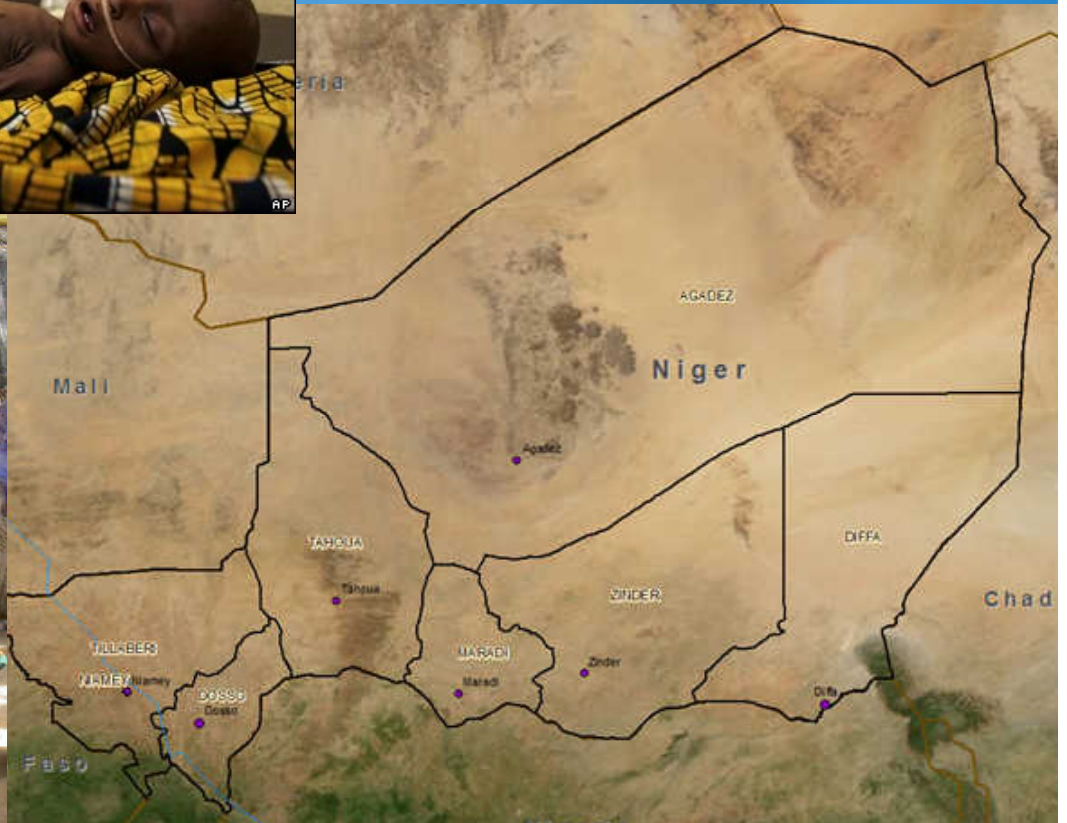 eria
AP
AGADEZ
Niger
Mali
Agadez
TAHOUA
DIFFA
Tahoua
ZINDER
Chad
TILLABERI
MARADI
Zinder
NIAMEY Niamey
Maradi
DOSSO
Dosso
Diffa
Faso